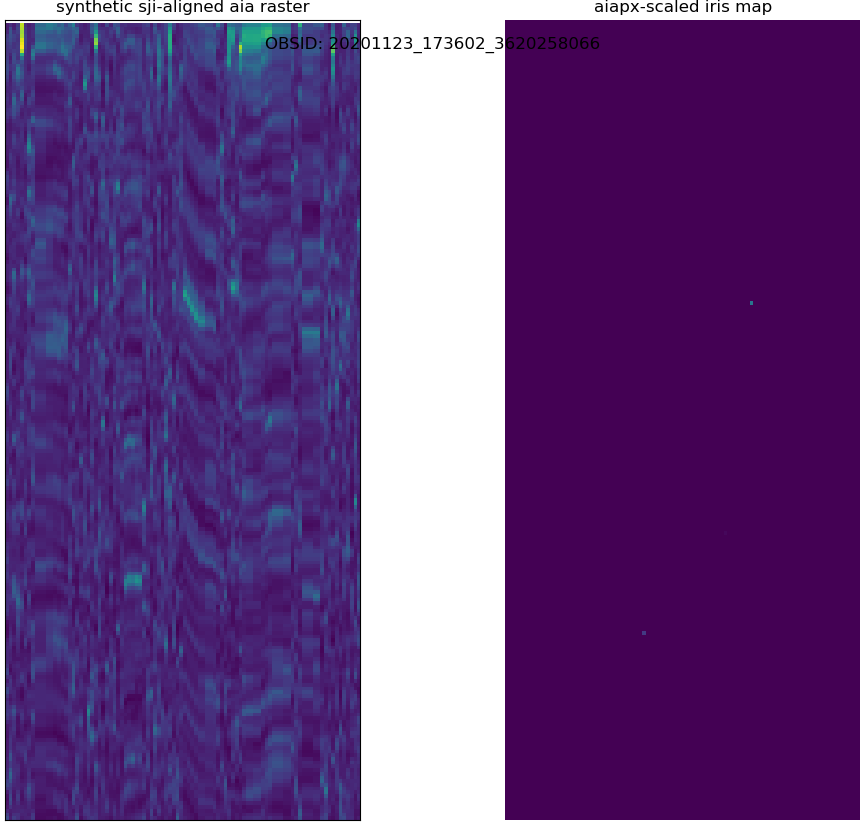 synthetic sji-aligned aia raster
aiapx-scaled iris map
OBSID: 20201123_173602_3620258066